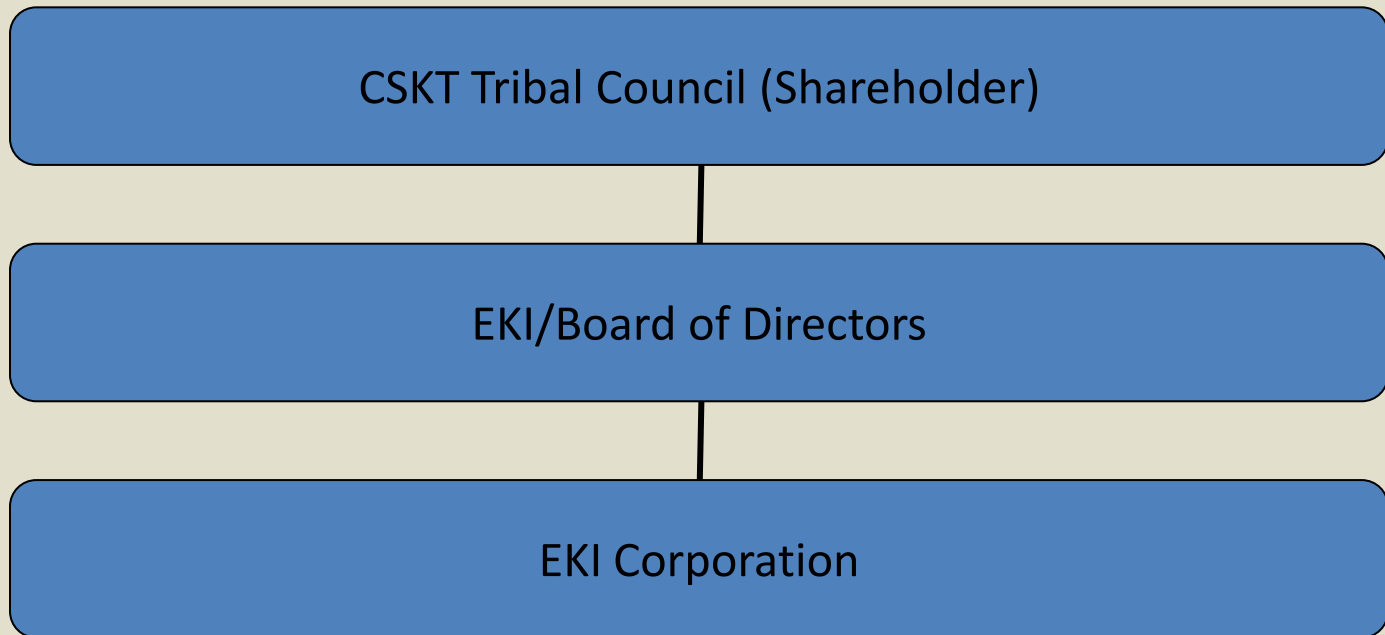 CSKT Tribal Council (Shareholder)
EKI/Board of Directors
EKI Corporation